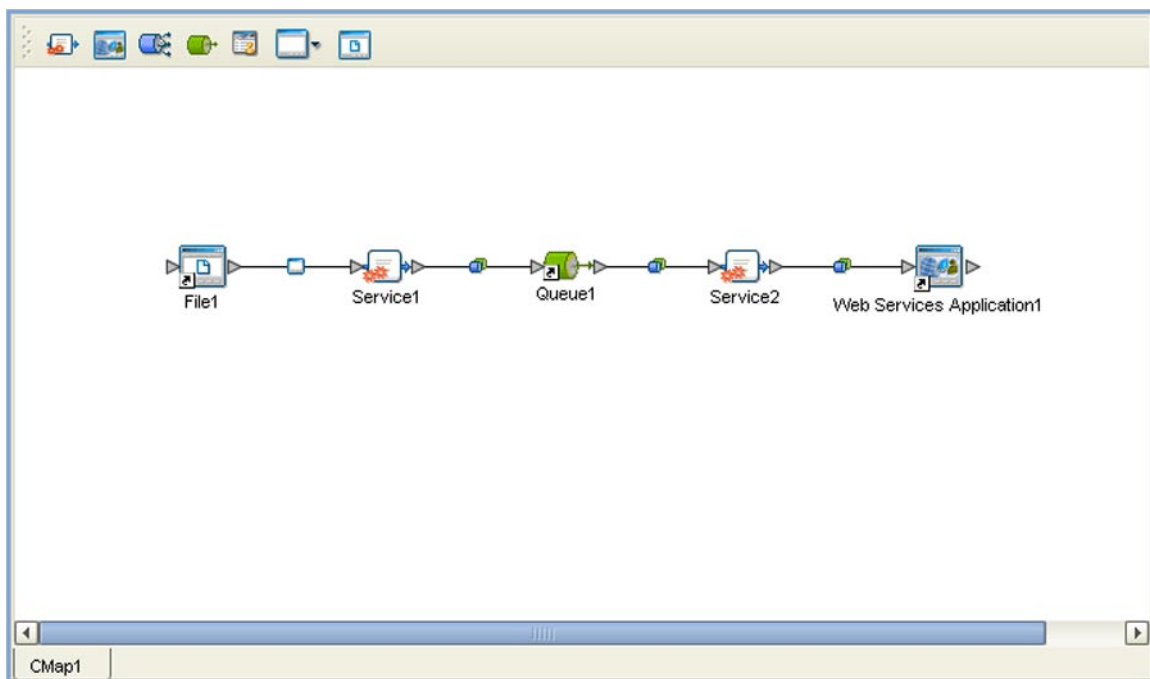 File1
Service1
Queue1
Service2
Web Services Application1
CMap1